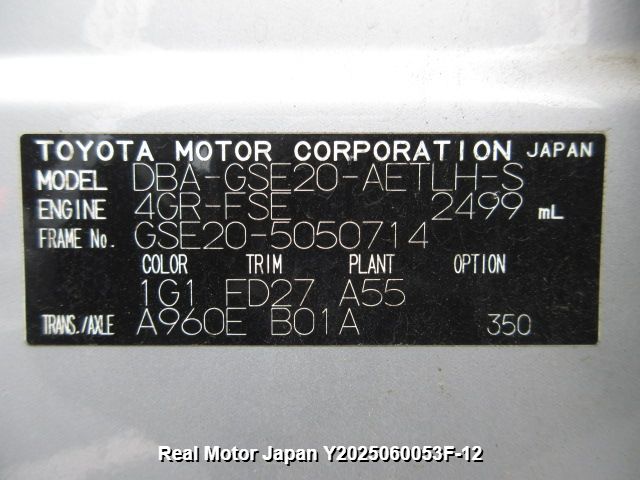 TOYOTA MOTOR CORPORATION JAPAN
MODEL DBA-GSE20-AETLH-S
ENGINE 4GR-FSE 2499 mL
FRAME No. GSE20-5050714
COLOR TRIM PLANT OPTION
1G1 FD27 A55
TRANS./AXLE A960E B01A 350
Real Motor Japan Y2025060053F-12